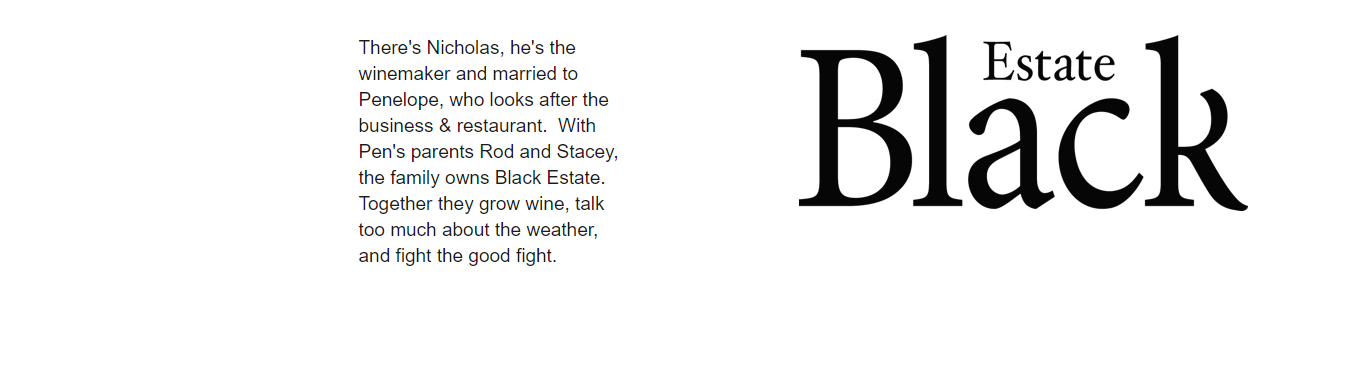 There's Nicholas, he's the
winemaker and married to
Penelope, who looks after the
business & restaurant.  With
Pen's parents Rod and Stacey,
the family owns Black Estate.
Together they grow wine, talk
too much about the weather,
and fight the good fight.
Estate
Black